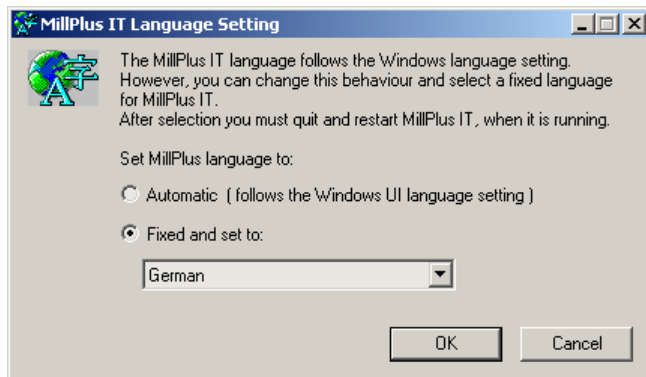 MillPlus IT Language Setting
The MillPlus IT language follows the Windows language setting.
However, you can change this behaviour and select a fixed language
for MillPlus IT.
After selection you must quit and restart MillPlus IT, when it is running.
Set MillPlus language to:
Automatic ( follows the Windows UI language setting )
Fixed and set to:
German
OK
Cancel